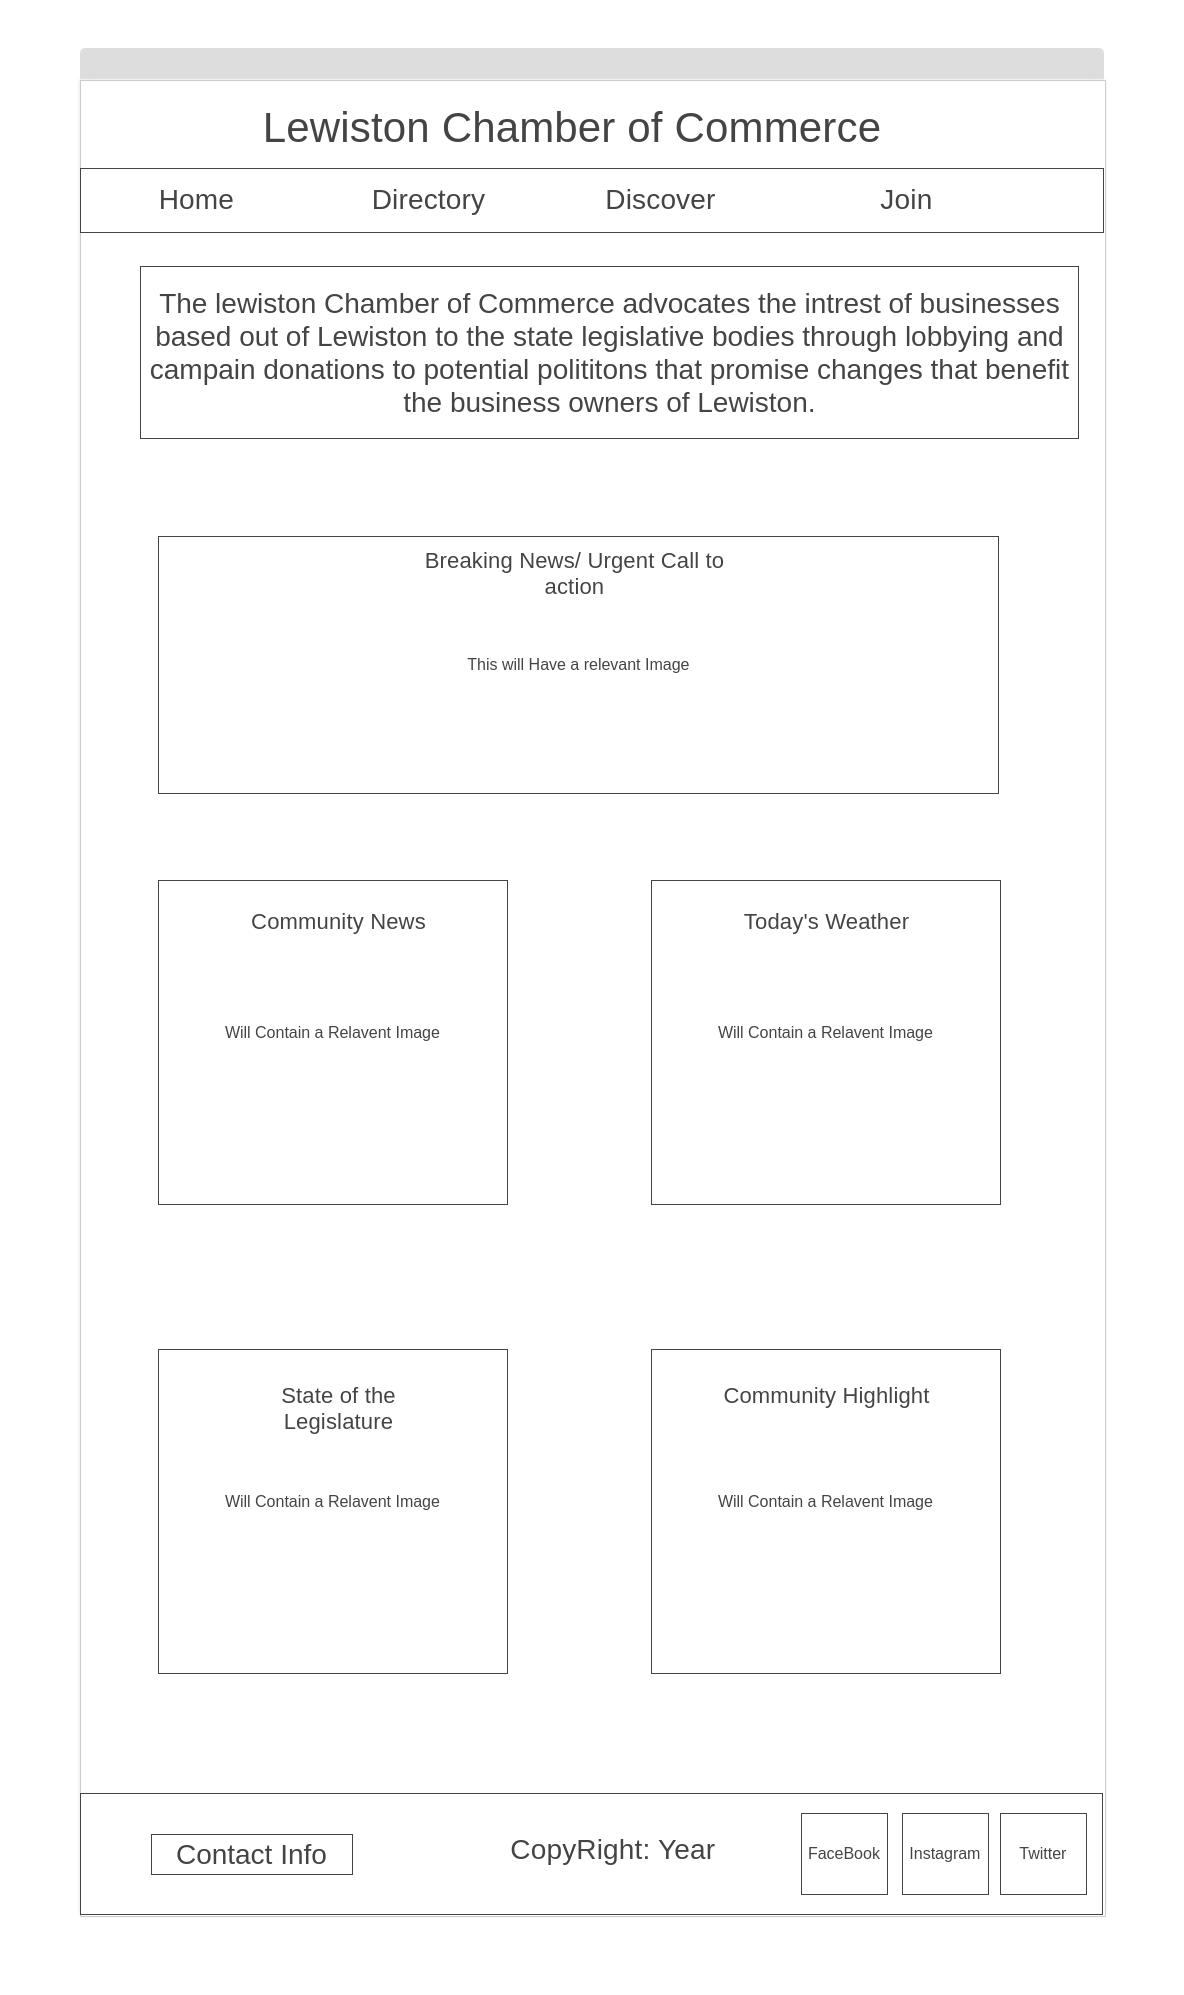 Lewiston Chamber of Commerce
Home
Directory
Discover
Join
The lewiston Chamber of Commerce advocates the intrest of businesses
based out of Lewiston to the state legislative bodies through lobbying and
campain donations to potential polititons that promise changes that benefit
the business owners of Lewiston.
Breaking News/ Urgent Call to
action
This will Have a relevant Image
Community News
Will Contain a Relavent Image
Today's Weather
Will Contain a Relavent Image
State of the
Legislature
Will Contain a Relavent Image
Community Highlight
Will Contain a Relavent Image
Contact Info
CopyRight: Year
FaceBook
Instagram
Twitter